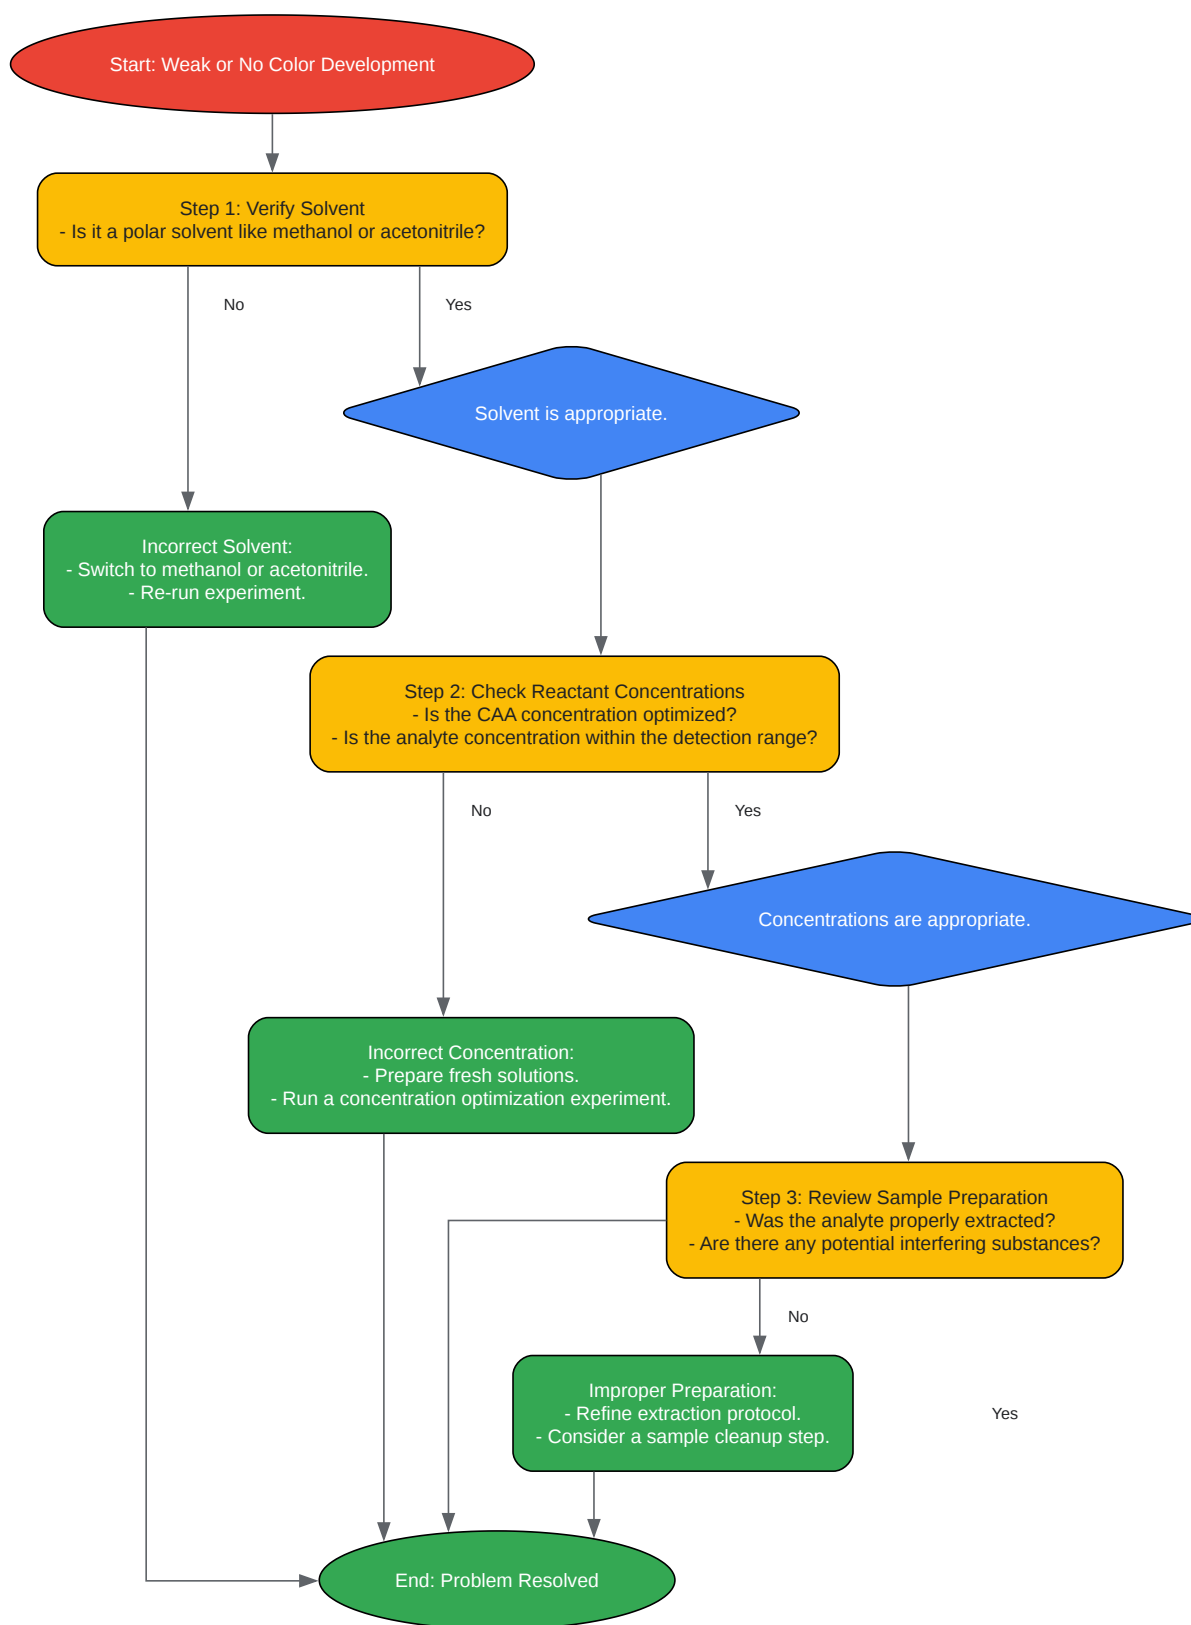 Start: Weak or No Color Development
Step 1: Verify Solvent
- Is it a polar solvent like methanol or acetonitrile?
No
Yes
Solvent is appropriate.
Incorrect Solvent:
- Switch to methanol or acetonitrile.
- Re-run experiment.
Step 2: Check Reactant Concentrations
- Is the CAA concentration optimized?
- Is the analyte concentration within the detection range?
No
Yes
Concentrations are appropriate.
Incorrect Concentration:
- Prepare fresh solutions.
- Run a concentration optimization experiment.
Step 3: Review Sample Preparation
- Was the analyte properly extracted?
- Are there any potential interfering substances?
No
Improper Preparation:
- Refine extraction protocol.
- Consider a sample cleanup step.
Yes
End: Problem Resolved